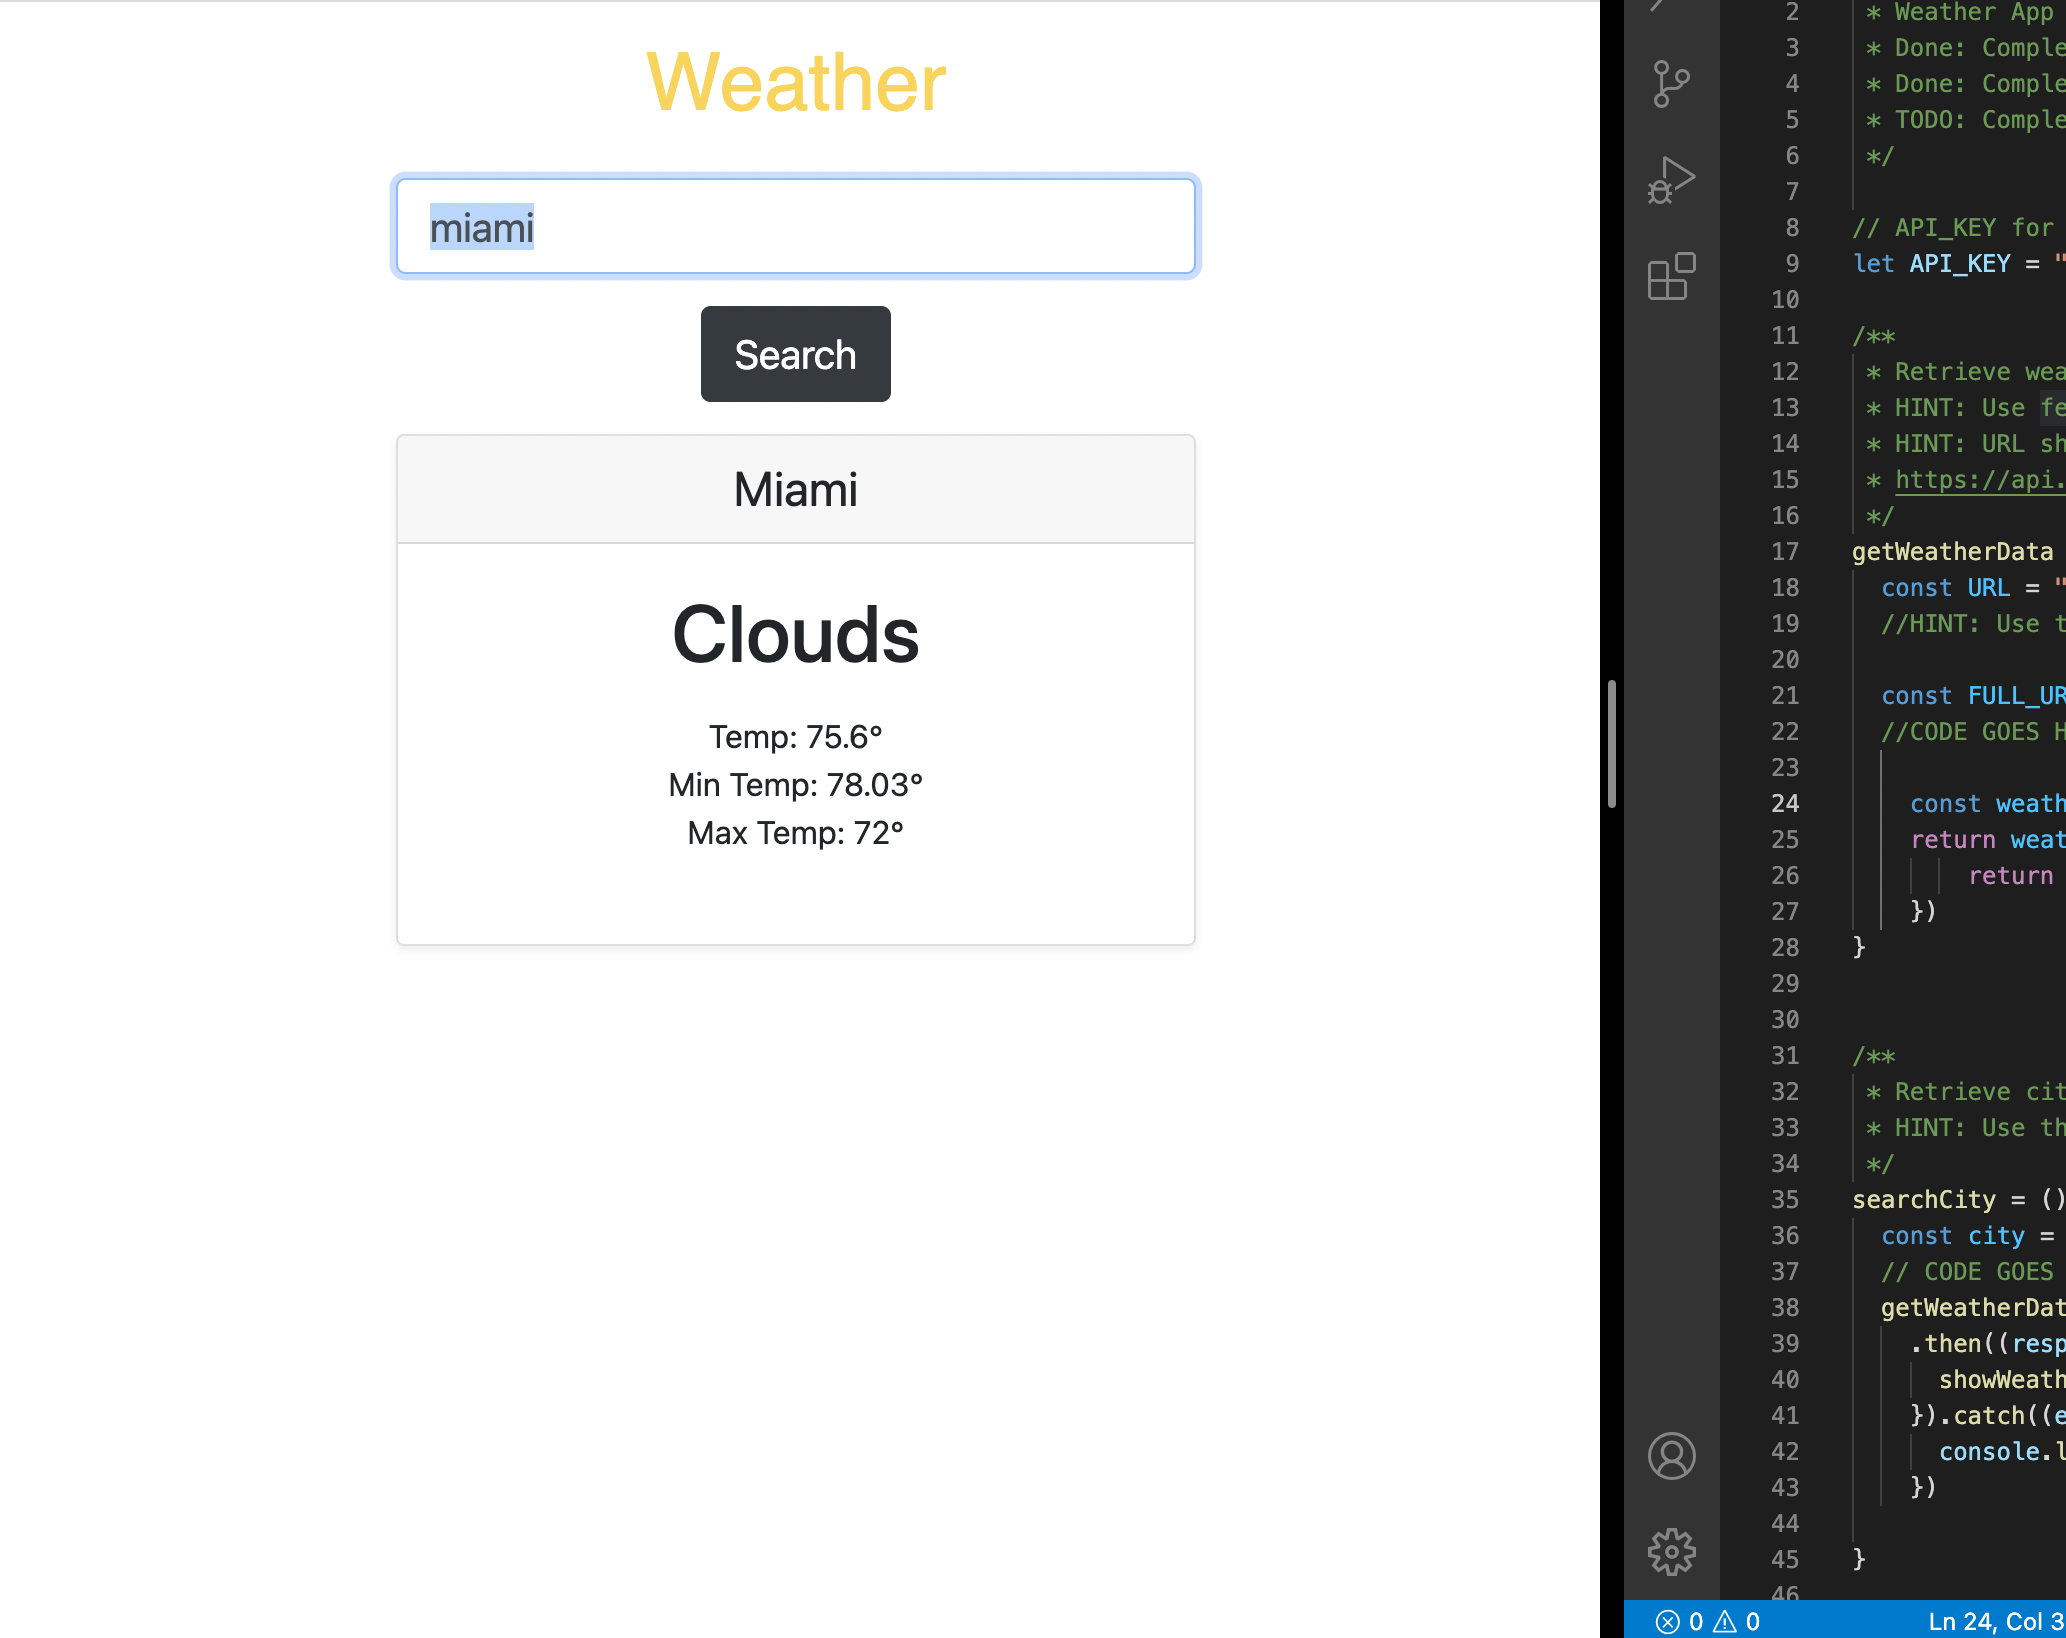 Weather
miami
Search
Miami
Clouds
Temp: 75.6°
Min Temp: 78.03°
Max Temp: 72°
2 * Weather App
3 * Done: Comple
4 * Done: Comple
5 * TODO: Comple
6 */
7
8 // API_KEY for
9 let API_KEY = "
10
11 /**
12 * Retrieve wea
13 * HINT: Use fe
14 * HINT: URL sh
15 * https://api.
16 */
17 getWeatherData
18 const URL = "
19 //HINT: Use t
20
21 const FULL_UR
22 //CODE GOES H
23
24 const weath
25 return weat
26 return
27 })
28 }
29
30
31 /**
32 * Retrieve cit
33 * HINT: Use th
34 */
35 searchCity = ()
36 const city =
37 // CODE GOES
38 getWeatherDat
39 .then((resp
40 showWeath
41 }).catch((e
42 console.l
43 })
44
45 }
46
0 0 Ln 24, Col 3